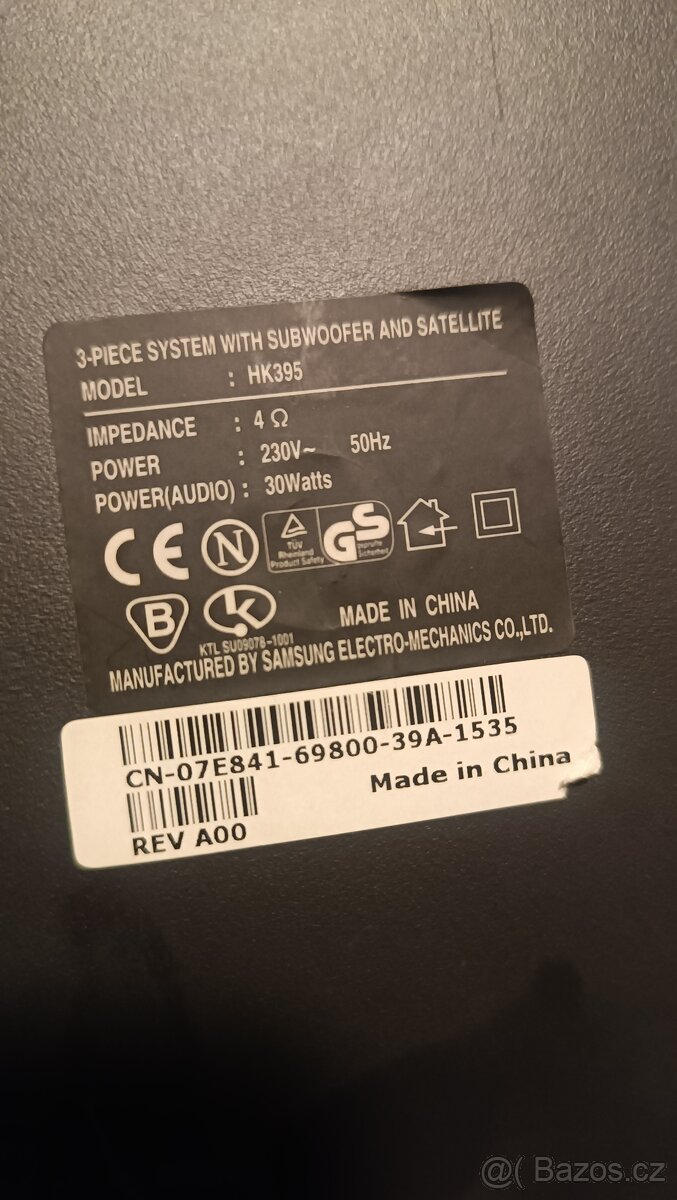 3-PIECE SYSTEM WITH SUBWOOFER AND SATELLITE
MODEL : HK395
IMPEDANCE : 4 Ω
POWER : 230V~ 50Hz
POWER(AUDIO) : 30Watts
CE N TÜV Rheinland Product Safety GS geprüfte Sicherheit
B K
KTL SU09078-1001
MADE IN CHINA
MANUFACTURED BY SAMSUNG ELECTRO-MECHANICS CO.,LTD.
CN-07E841-69800-39A-1535
Made in China
REV A00
@( Bazos.cz